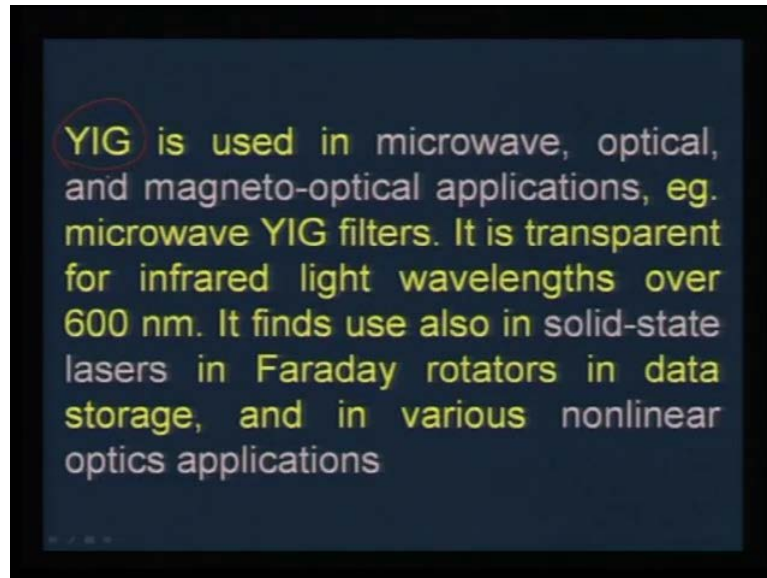 YIG is used in microwave, optical,
and magneto-optical applications, eg.
microwave YIG filters. It is transparent
for infrared light wavelengths over
600 nm. It finds use also in solid-state
lasers in Faraday rotators in data
storage, and in various nonlinear
optics applications